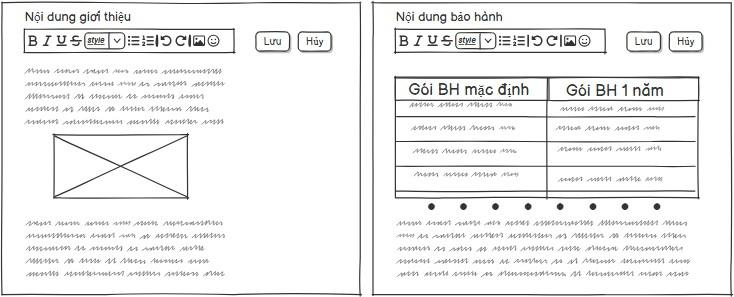 Nội dung giới thiệu
B I U S style Lưu Hủy
Nội dung bảo hành
B I U S style Lưu Hủy
Gói BH mặc định Gói BH 1 năm